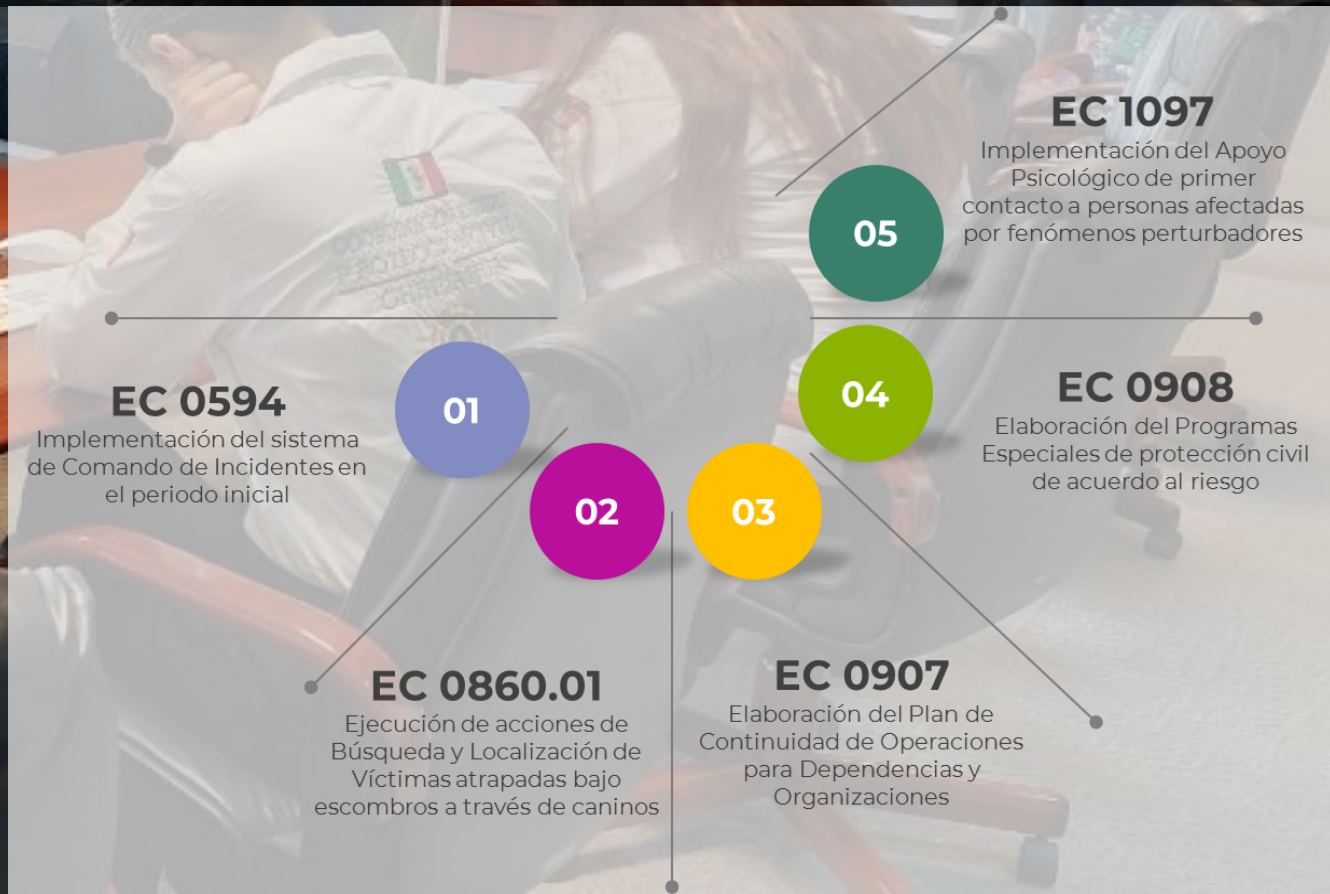 01
EC 0594
Implementación del sistema
de Comando de Incidentes en
el periodo inicial
02
EC 0860.01
Ejecución de acciones de
Búsqueda y Localización de
Víctimas atrapadas bajo
escombros a través de caninos
03
EC 0907
Elaboración del Plan de
Continuidad de Operaciones
para Dependencias y
Organizaciones
04
EC 0908
Elaboración del Programas
Especiales de protección civil
de acuerdo al riesgo
05
EC 1097
Implementación del Apoyo
Psicológico de primer
contacto a personas afectadas
por fenómenos perturbadores